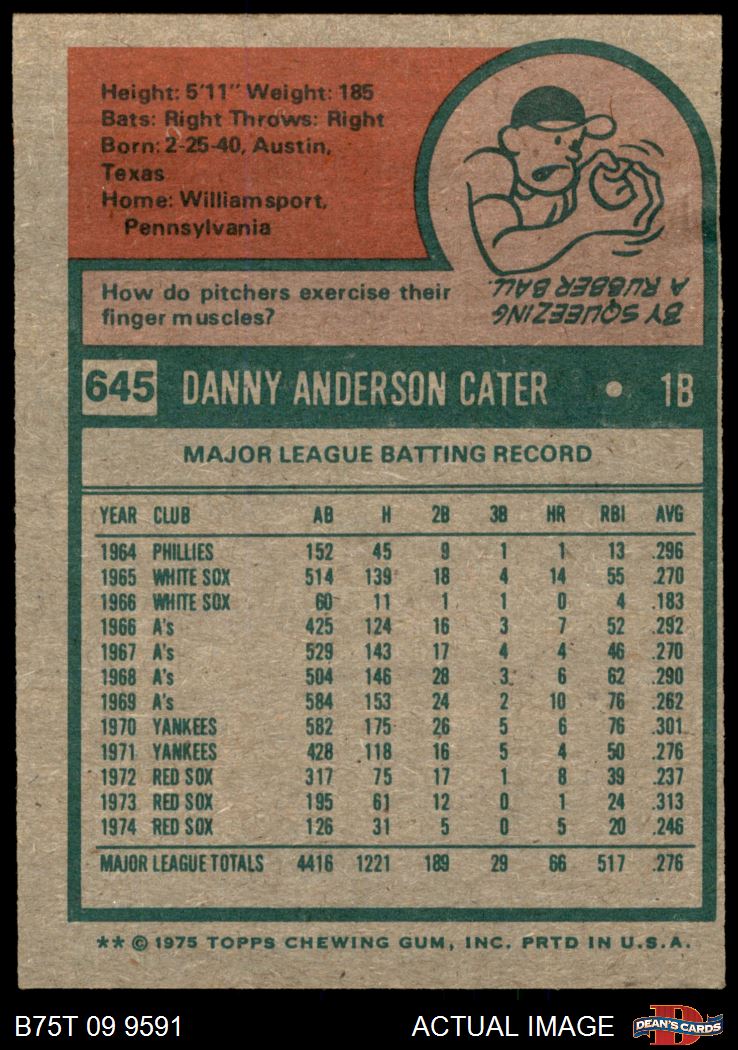 Height: 5'11" Weight: 185
Bats: Right Throws: Right
Born: 2-25-40, Austin,
Texas
Home: Williamsport,
Pennsylvania
How do pitchers exercise their
finger muscles?
BY SQUEEZING
A RUBBER BALL.
645 DANNY ANDERSON CATER • 1B
MAJOR LEAGUE BATTING RECORD
YEAR CLUB AB H 2B 3B HR RBI AVG
1964 PHILLIES 152 45 9 1 1 13 .296
1965 WHITE SOX 514 139 18 4 14 55 .270
1966 WHITE SOX 60 11 1 1 0 4 .183
1966 A's 425 124 16 3 7 52 .292
1967 A's 529 143 17 4 4 46 .270
1968 A's 504 146 28 3 6 62 .290
1969 A's 584 153 24 2 10 76 .262
1970 YANKEES 582 175 26 5 6 76 .301
1971 YANKEES 428 118 16 5 4 50 .276
1972 RED SOX 317 75 17 1 8 39 .237
1973 RED SOX 195 61 12 0 1 24 .313
1974 RED SOX 126 31 5 0 5 20 .246
MAJOR LEAGUE TOTALS 4416 1221 189 29 66 517 .276
** © 1975 TOPPS CHEWING GUM, INC. PRTD IN U.S.A.
B75T 09 9591 ACTUAL IMAGE
DEAN'S CARDS